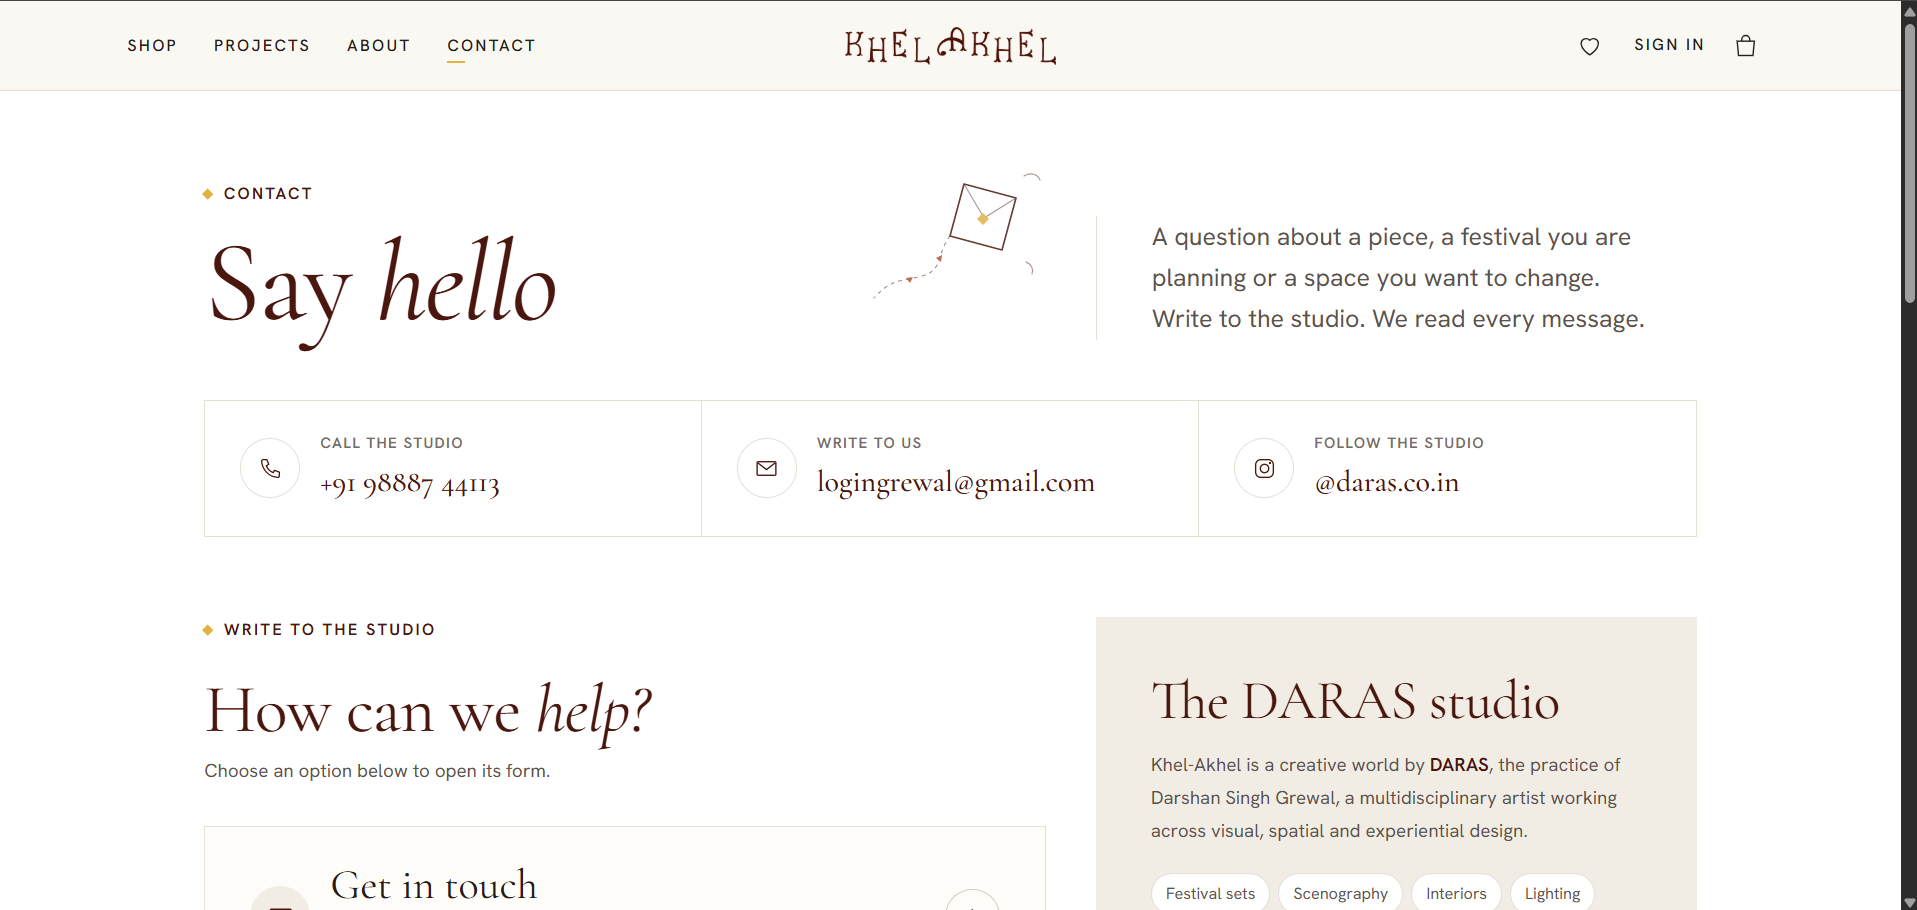 SHOP PROJECTS ABOUT CONTACT
KHEL AKHEL
SIGN IN
CONTACT
Say hello
A question about a piece, a festival you are
planning or a space you want to change.
Write to the studio. We read every message.
CALL THE STUDIO
+91 98887 44113
WRITE TO US
logingrewal@gmail.com
FOLLOW THE STUDIO
@daras.co.in
WRITE TO THE STUDIO
How can we help?
Choose an option below to open its form.
Get in touch
The DARAS studio
Khel-Akhel is a creative world by DARAS, the practice of
Darshan Singh Grewal, a multidisciplinary artist working
across visual, spatial and experiential design.
Festival sets Scenography Interiors Lighting